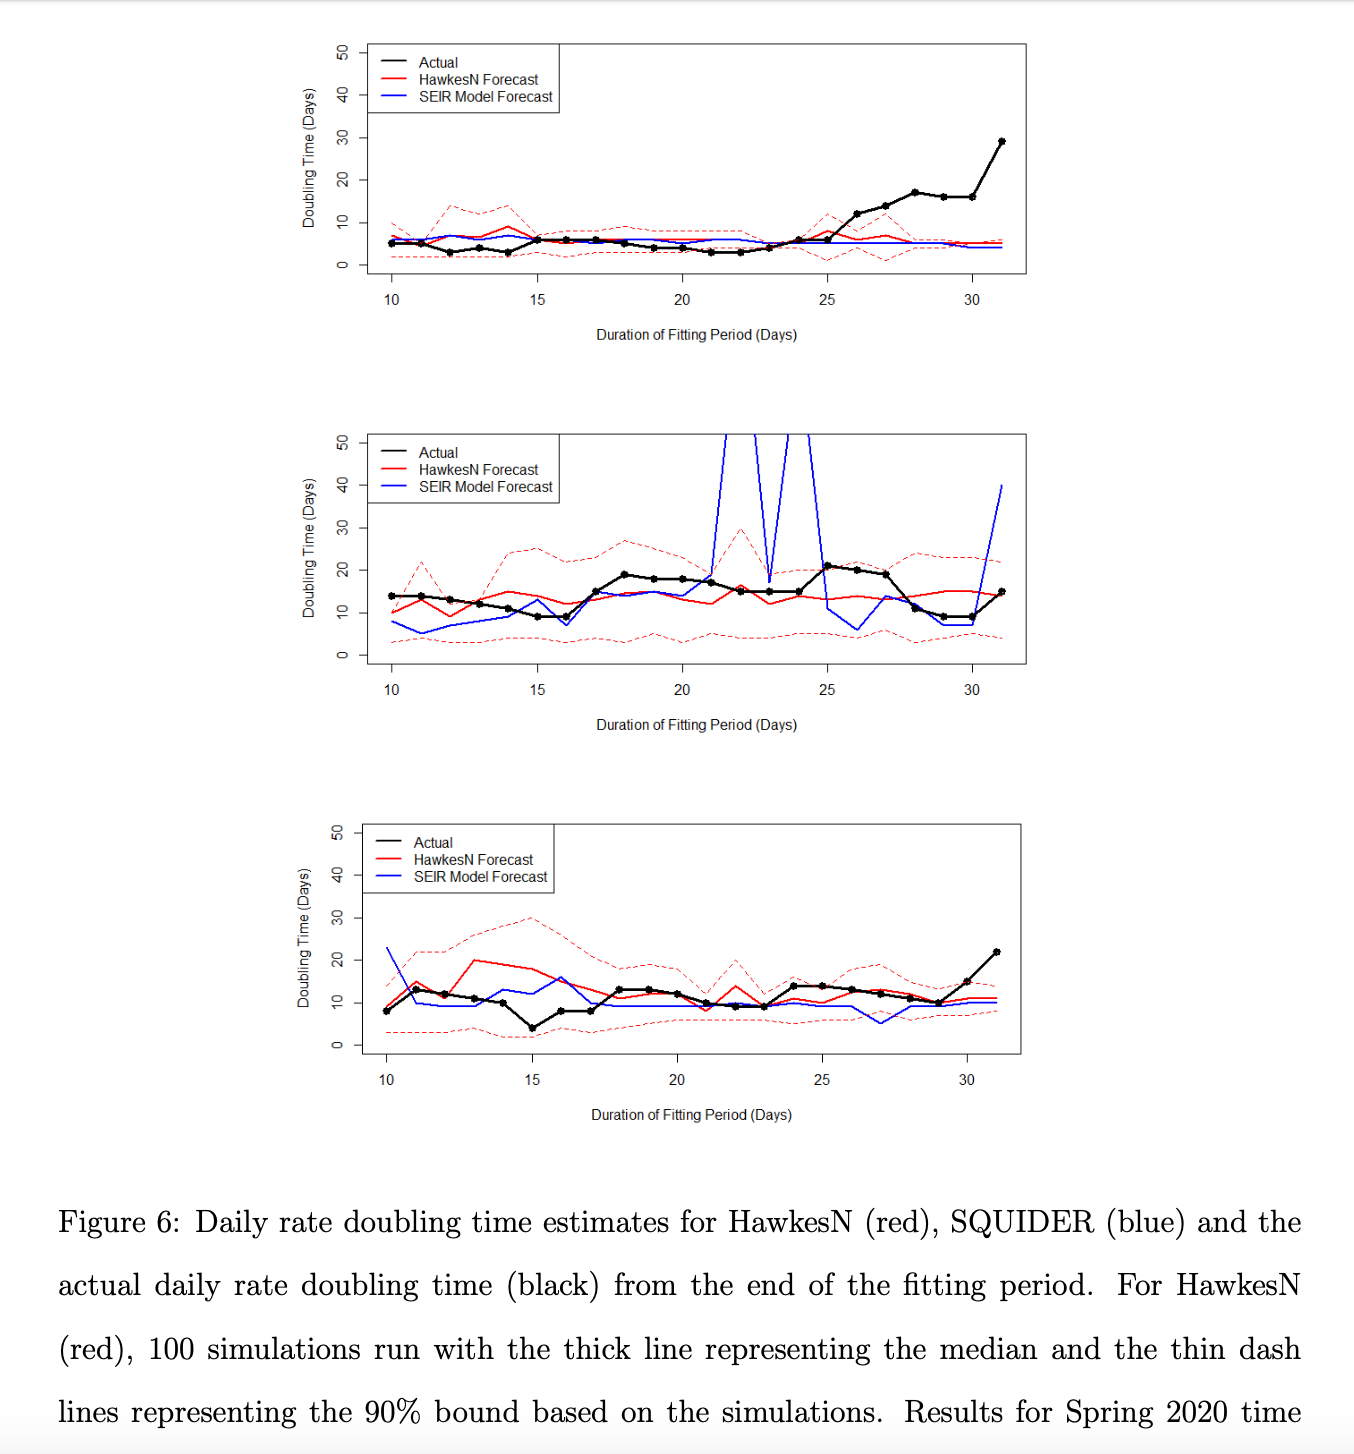 Actual
HawkesN Forecast
SEIR Model Forecast
Doubling Time (Days)
50
40
30
20
10
0
10 15 20 25 30
Duration of Fitting Period (Days)
Actual
HawkesN Forecast
SEIR Model Forecast
Doubling Time (Days)
50
40
30
20
10
0
10 15 20 25 30
Duration of Fitting Period (Days)
Actual
HawkesN Forecast
SEIR Model Forecast
Doubling Time (Days)
50
40
30
20
10
0
10 15 20 25 30
Duration of Fitting Period (Days)
Figure 6: Daily rate doubling time estimates for HawkesN (red), SQUIDER (blue) and the
actual daily rate doubling time (black) from the end of the fitting period. For HawkesN
(red), 100 simulations run with the thick line representing the median and the thin dash
lines representing the 90% bound based on the simulations. Results for Spring 2020 time